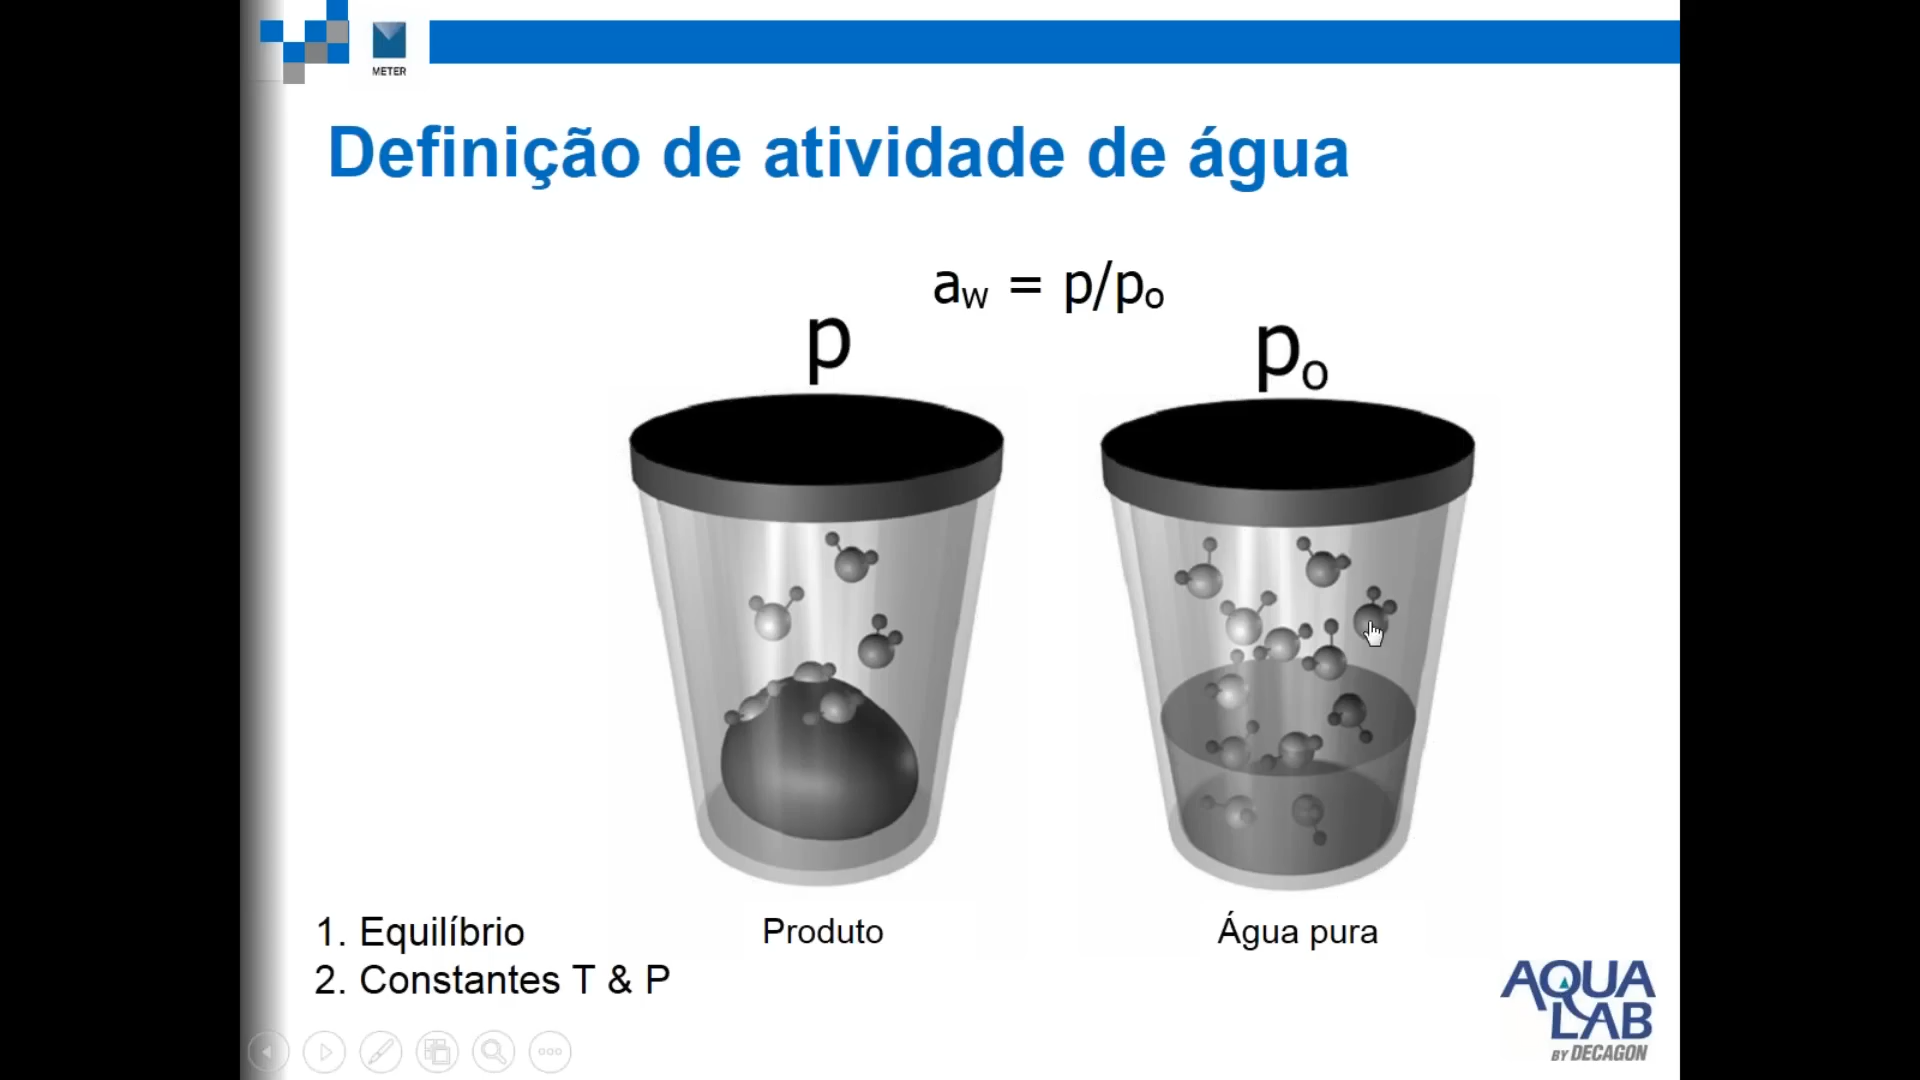 METER
Definição de atividade de água
aw = p/po
p
po
Produto
Água pura
1. Equilíbrio
2. Constantes T & P
AQUA
LAB
BY DECAGON